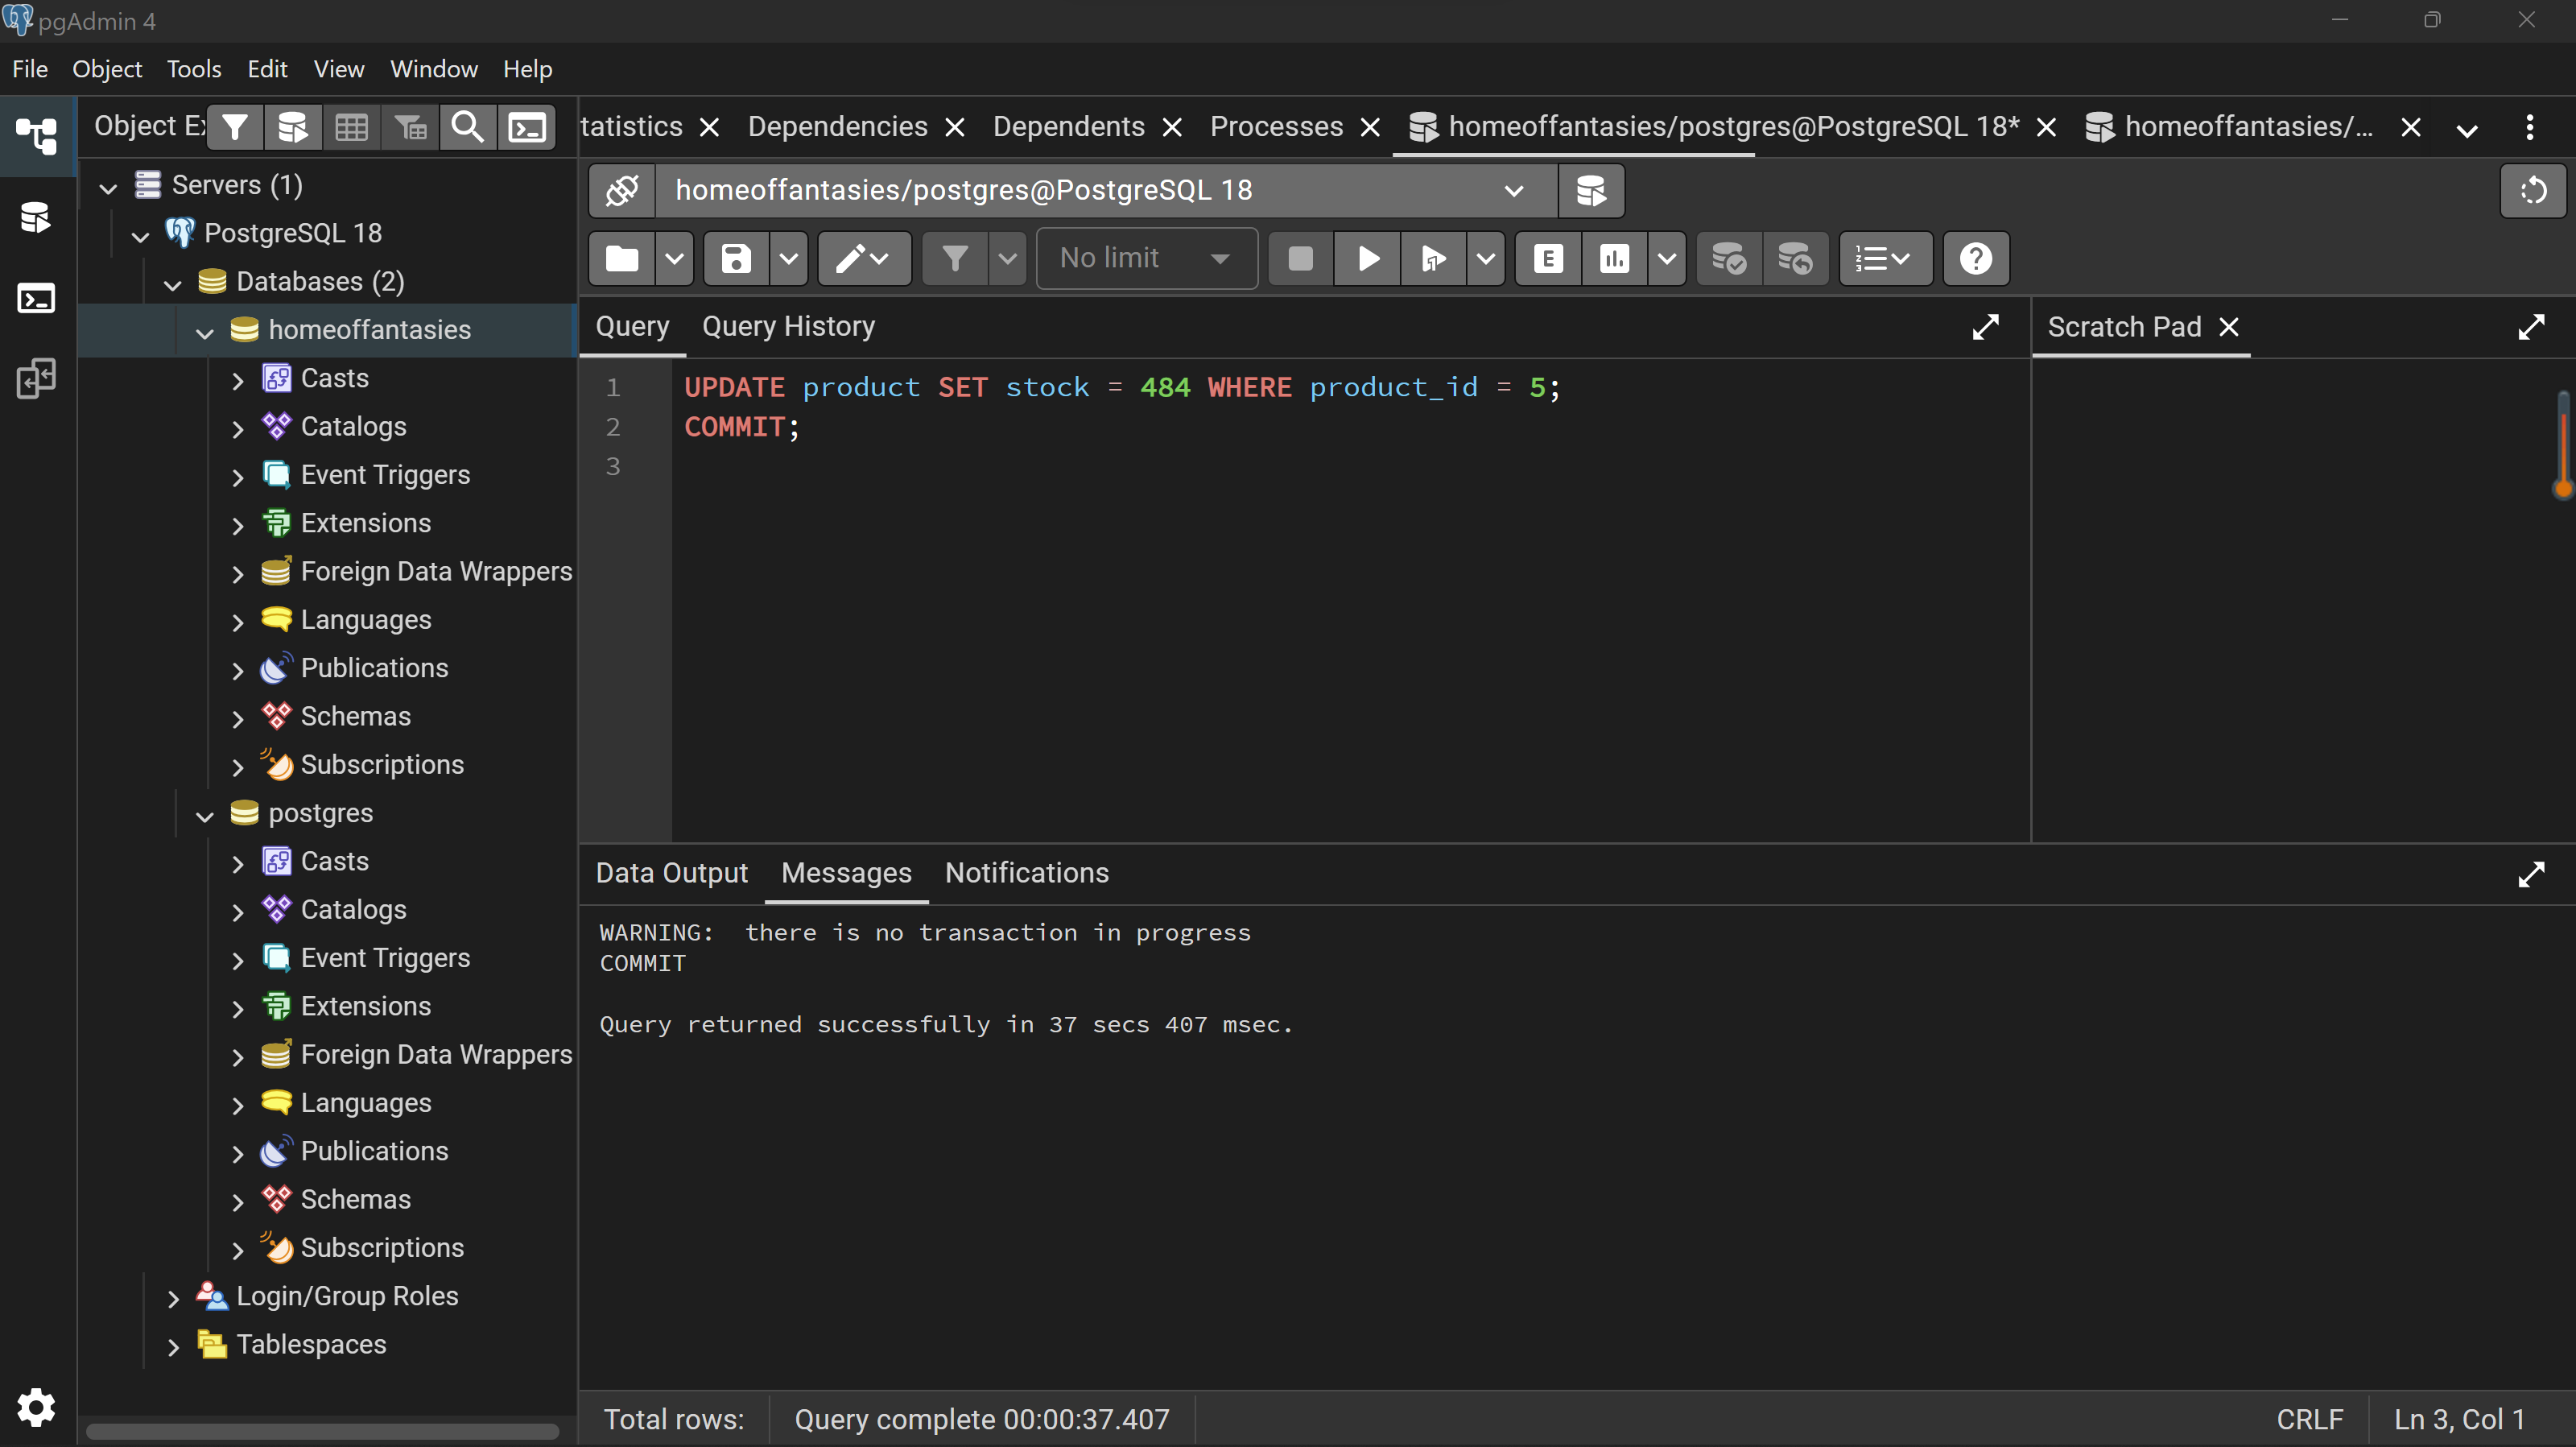 pgAdmin 4
File Object Tools Edit View Window Help
Object Ex
tatistics Dependencies Dependents Processes homeoffantasies/postgres@PostgreSQL 18* homeoffantasies/...
Servers (1)
PostgreSQL 18
Databases (2)
homeoffantasies
Casts
Catalogs
Event Triggers
Extensions
Foreign Data Wrappers
Languages
Publications
Schemas
Subscriptions
postgres
Casts
Catalogs
Event Triggers
Extensions
Foreign Data Wrappers
Languages
Publications
Schemas
Subscriptions
Login/Group Roles
Tablespaces
homeoffantasies/postgres@PostgreSQL 18
No limit
E
Query Query History
Scratch Pad
1 UPDATE product SET stock = 484 WHERE product_id = 5;
2 COMMIT;
3
Data Output Messages Notifications
WARNING:  there is no transaction in progress
COMMIT
Query returned successfully in 37 secs 407 msec.
Total rows: Query complete 00:00:37.407 CRLF Ln 3, Col 1